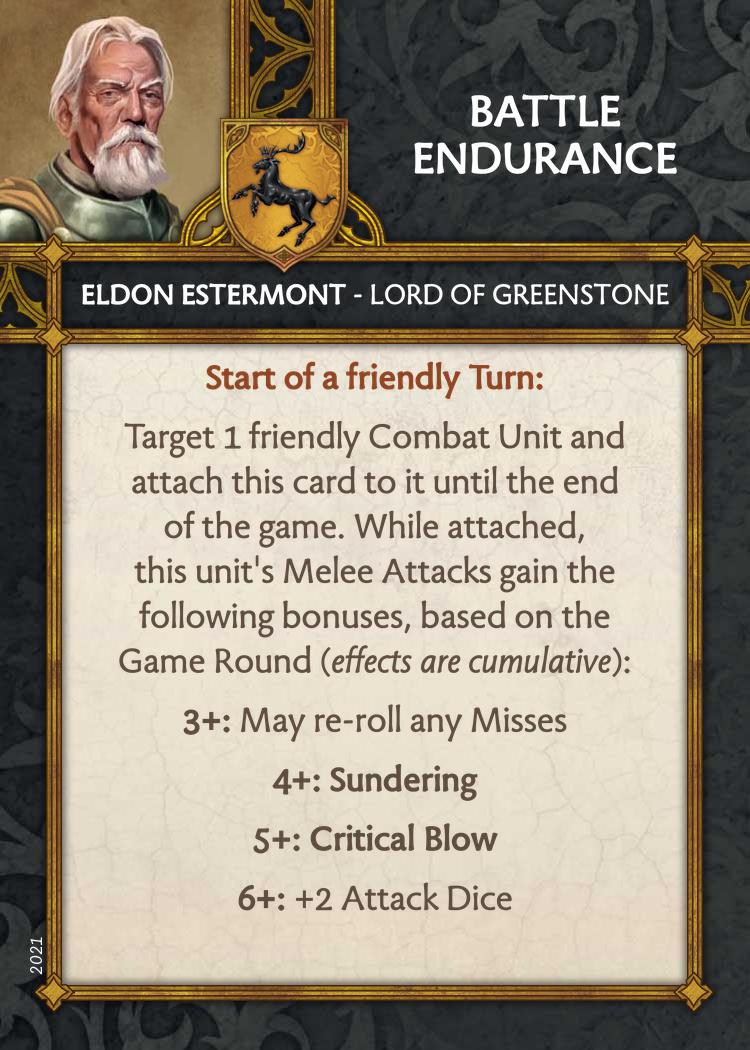 BATTLE
ENDURANCE
ELDON ESTERMONT - LORD OF GREENSTONE
Start of a friendly Turn:
Target 1 friendly Combat Unit and
attach this card to it until the end
of the game. While attached,
this unit's Melee Attacks gain the
following bonuses, based on the
Game Round (effects are cumulative):
3+: May re-roll any Misses
4+: Sundering
5+: Critical Blow
6+: +2 Attack Dice
2021